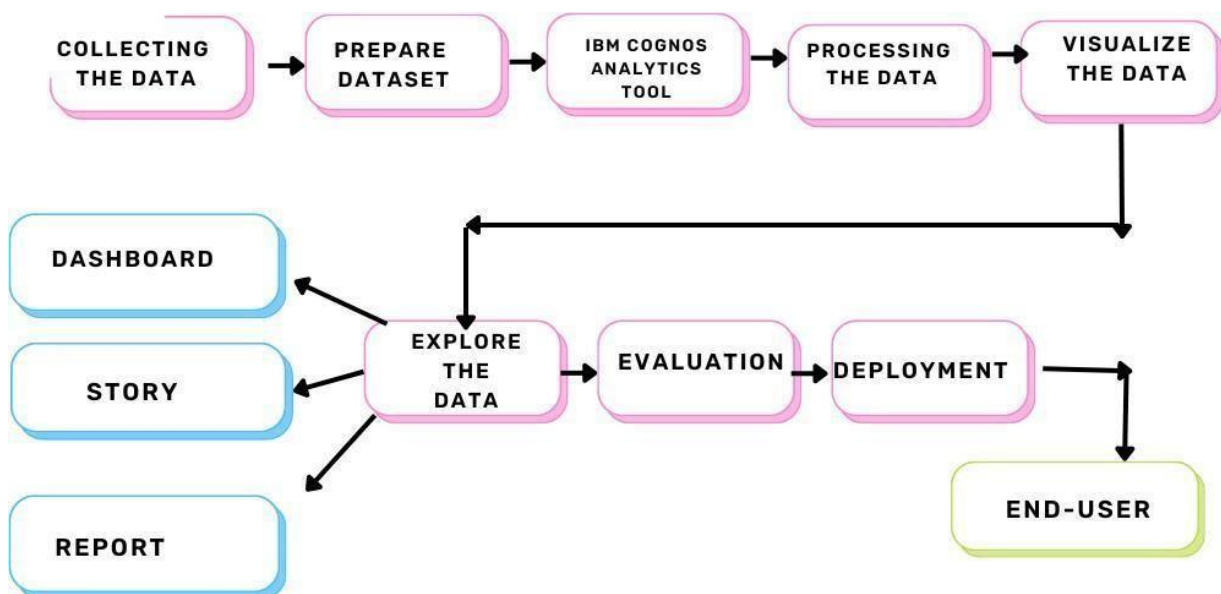 COLLECTING
THE DATA
PREPARE
DATASET
IBM COGNOS
ANALYTICS
TOOL
PROCESSING
THE DATA
VISUALIZE
THE DATA
DASHBOARD
STORY
REPORT
EXPLORE
THE
DATA
EVALUATION
DEPLOYMENT
END-USER